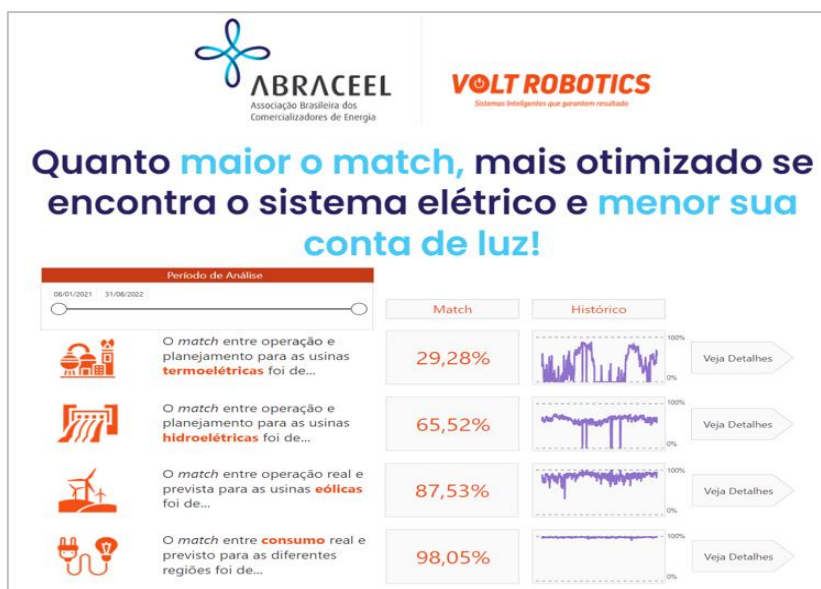 ABRACEEL
Associação Brasileira dos
Comercializadores de Energia
VOLT ROBOTICS
Sistemas Inteligentes que garantem resultado
Quanto maior o match, mais otimizado se
encontra o sistema elétrico e menor sua
conta de luz!
Período de Análise
08/01/2021 31/08/2022
Match
Histórico
O match entre operação e
planejamento para as usinas
termoelétricas foi de...
29,28%
100%
0%
Veja Detalhes
O match entre operação e
planejamento para as usinas
hidroelétricas foi de...
65,52%
100%
0%
Veja Detalhes
O match entre operação real e
prevista para as usinas eólicas
foi de...
87,53%
100%
0%
Veja Detalhes
O match entre consumo real e
previsto para as diferentes
regiões foi de...
98,05%
100%
0%
Veja Detalhes